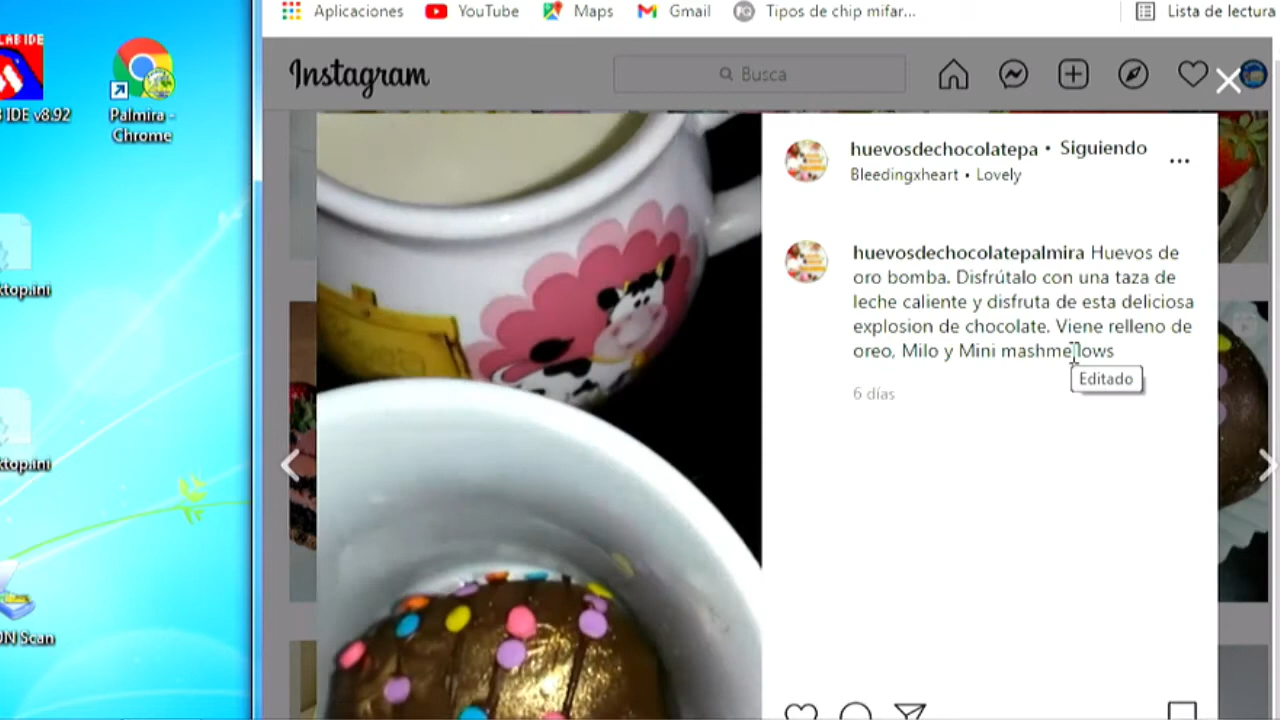 Aplicaciones YouTube Maps Gmail Tipos de chip mifar... Lista de lectura
LAB IDE
IDE v8.92
Palmira -
Chrome
Instagram
Busca
huevosdechocolatepa • Siguiendo
Bleedingxheart • Lovely
huevosdechocolatepalmira Huevos de
oro bomba. Disfrútalo con una taza de
leche caliente y disfruta de esta deliciosa
explosion de chocolate. Viene relleno de
oreo, Milo y Mini mashmellows
Editado
6 días
ktop.ini
ktop.ini
ON Scan